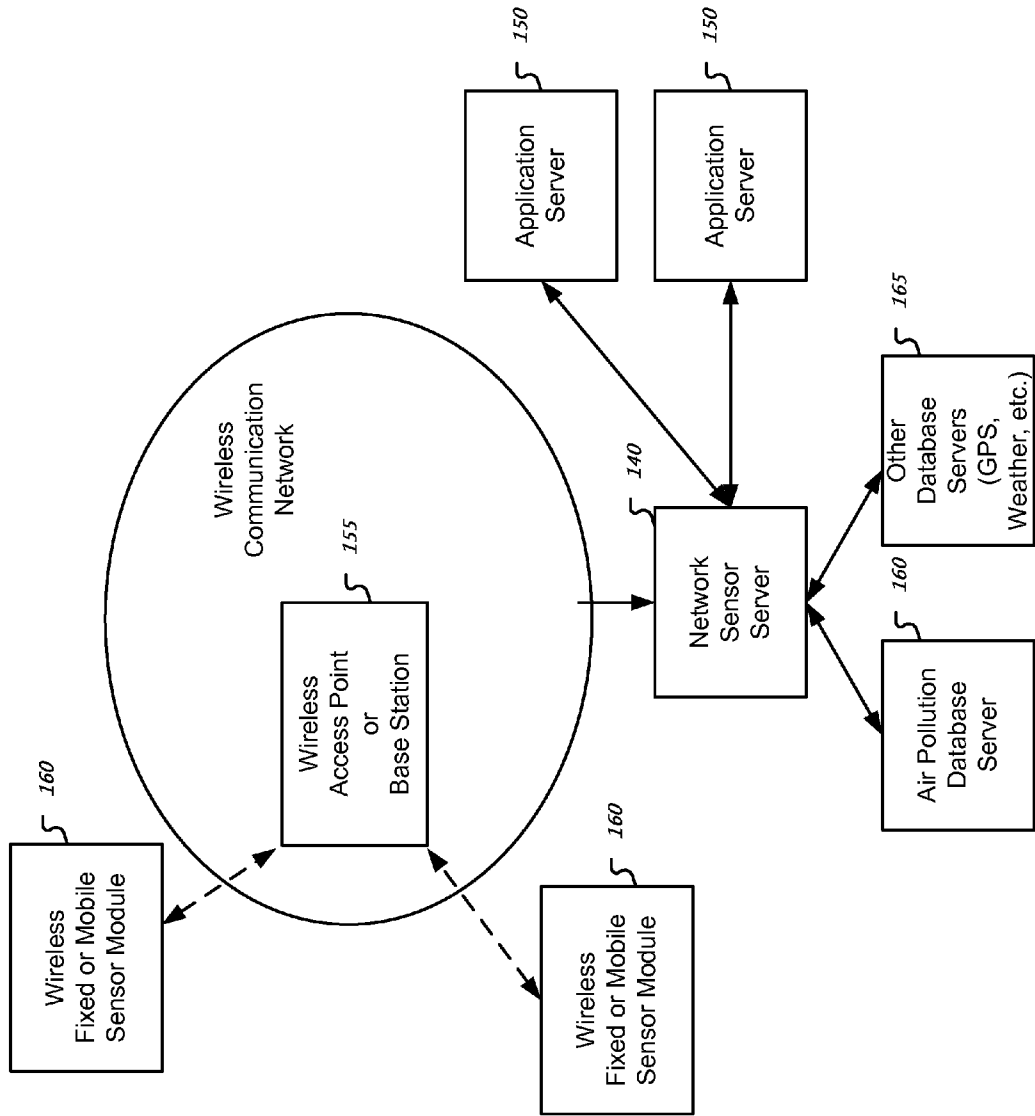 160
Wireless
Fixed or Mobile
Sensor Module
Wireless
Communication
Network
155
Wireless
Access Point
or
Base Station
160
Wireless
Fixed or Mobile
Sensor Module
140
Network
Sensor
Server
150
Application
Server
150
Application
Server
160
Air Pollution
Database
Server
165
Other
Database
Servers
(GPS,
Weather, etc.)